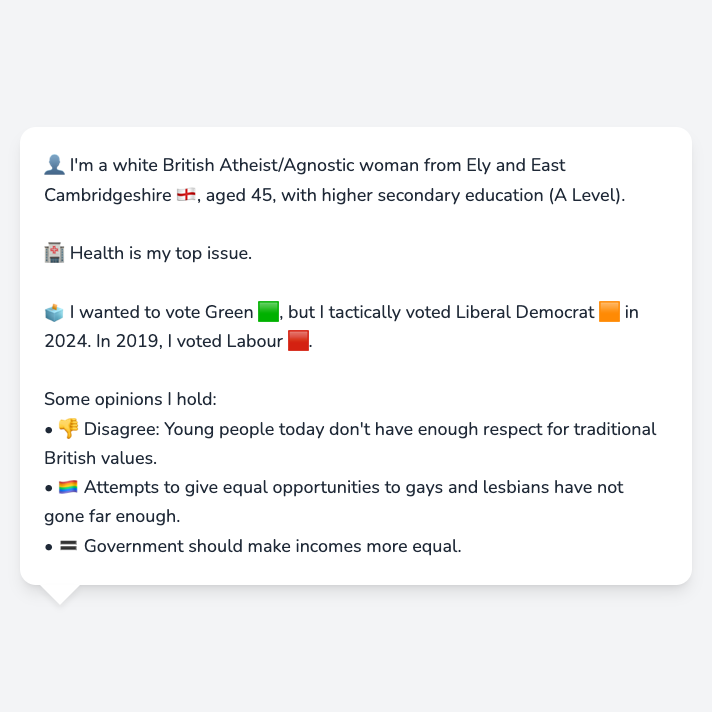 👤 I'm a white British Atheist/Agnostic woman from Ely and East
Cambridgeshire 🏴󠁧󠁢󠁥󠁮󠁧󠁿, aged 45, with higher secondary education (A Level).
🏥 Health is my top issue.
🗳️ I wanted to vote Green 🟩, but I tactically voted Liberal Democrat 🟧 in
2024. In 2019, I voted Labour 🟥.
Some opinions I hold:
• 👎 Disagree: Young people today don't have enough respect for traditional
British values.
• 🏳️‍🌈 Attempts to give equal opportunities to gays and lesbians have not
gone far enough.
• 🟰 Government should make incomes more equal.